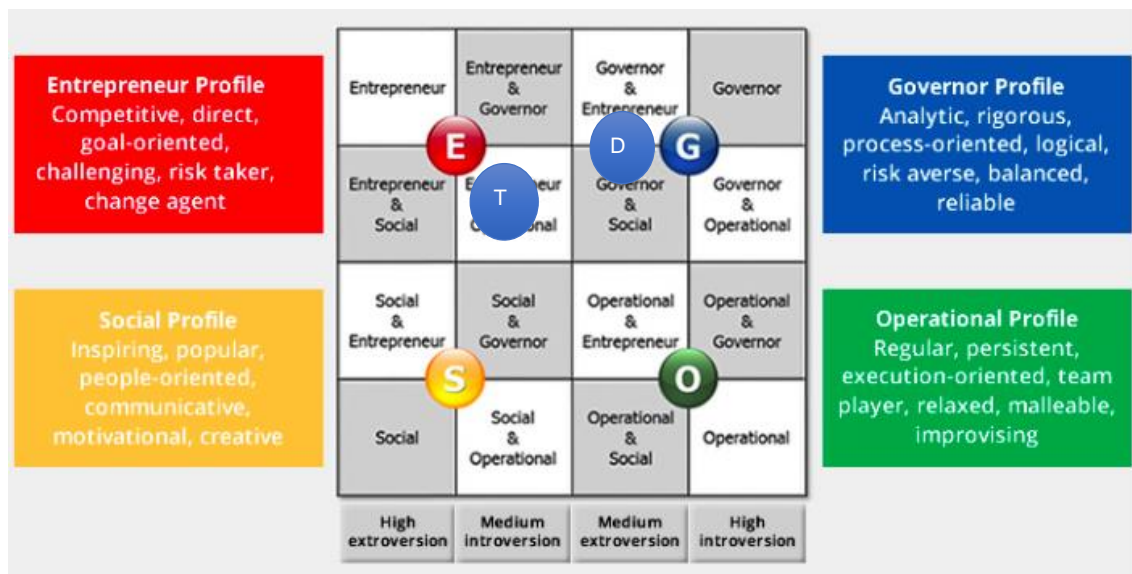 Entrepreneur Profile
Competitive, direct,
goal-oriented,
challenging, risk taker,
change agent
Social Profile
Inspiring, popular,
people-oriented,
communicative,
motivational, creative
Entrepreneur
Entrepreneur
&
Governor
Governor
&
Entrepreneur
Governor
E
D
G
Entrepreneur
&
Social
T
Governor
&
Social
Governor
&
Operational
Social
&
Entrepreneur
Social
&
Governor
Operational
&
Entrepreneur
Operational
&
Governor
S
O
Social
Social
&
Operational
Operational
&
Social
Operational
High
extroversion
Medium
introversion
Medium
extroversion
High
introversion
Governor Profile
Analytic, rigorous,
process-oriented, logical,
risk averse, balanced,
reliable
Operational Profile
Regular, persistent,
execution-oriented, team
player, relaxed, malleable,
improvising